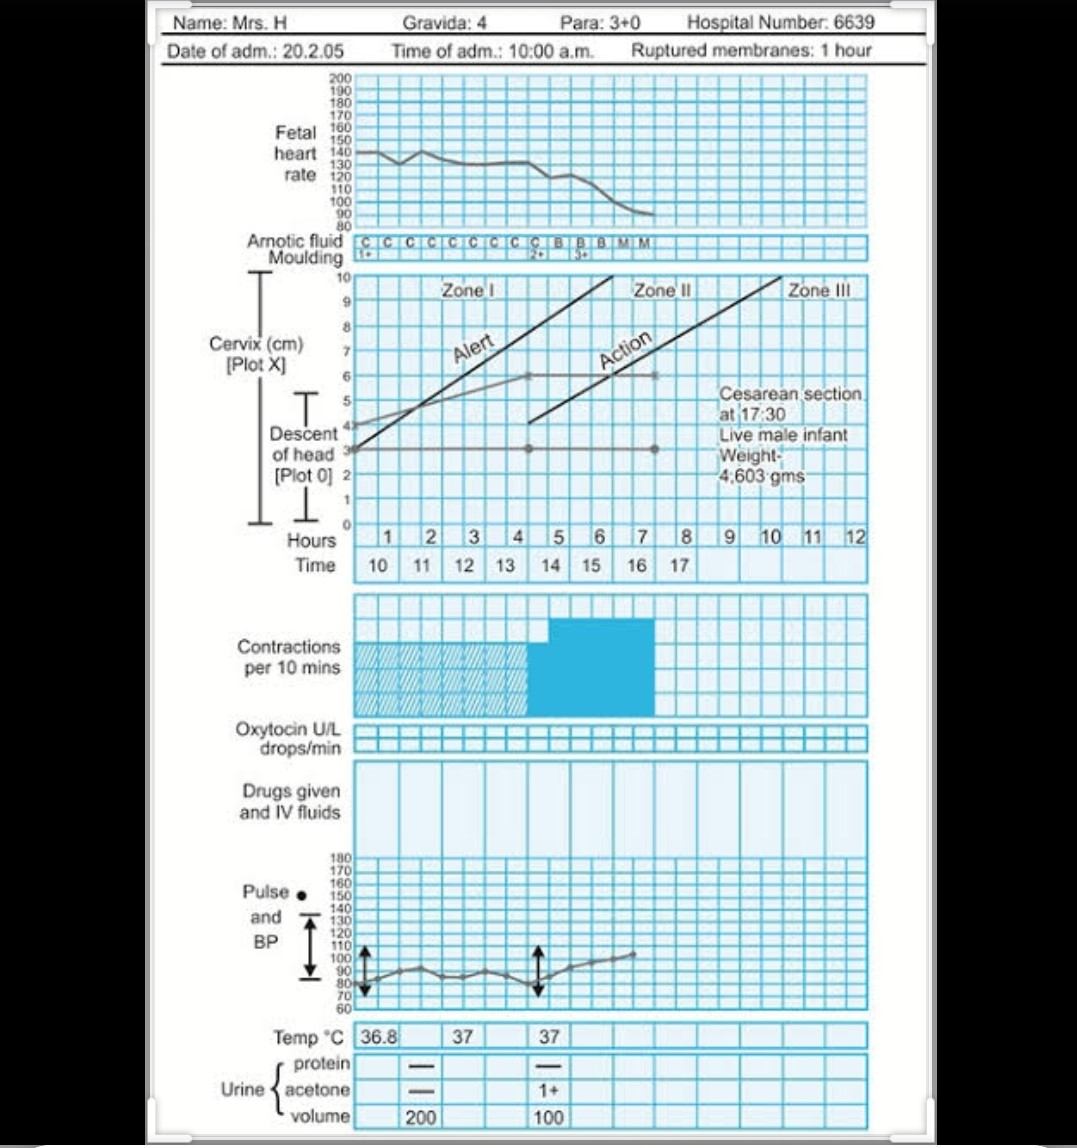 Name: Mrs. H Gravida: 4 Para: 3+0 Hospital Number: 6639
Date of adm.: 20.2.05 Time of adm.: 10:00 a.m. Ruptured membranes: 1 hour
Fetal
heart
rate
200
190
180
170
160
150
140
130
120
110
100
90
80
Arnotic fluid C C C C C C C C C B B B M M
Moulding 1+ 2+ 3+
Cervix (cm)
[Plot X]
Descent
of head
[Plot 0]
10
9
8
7
6
5
4
3
2
1
0
Zone I Zone II Zone III
Alert
Action
Cesarean section
at 17:30
Live male infant
Weight-
4,603 gms
Hours 1 2 3 4 5 6 7 8 9 10 11 12
Time 10 11 12 13 14 15 16 17
Contractions
per 10 mins
Oxytocin U/L
drops/min
Drugs given
and IV fluids
Pulse
and
BP
180
170
160
150
140
130
120
110
100
90
80
70
60
Temp °C 36.8 37 37
Urine
protein — —
acetone — 1+
volume 200 100